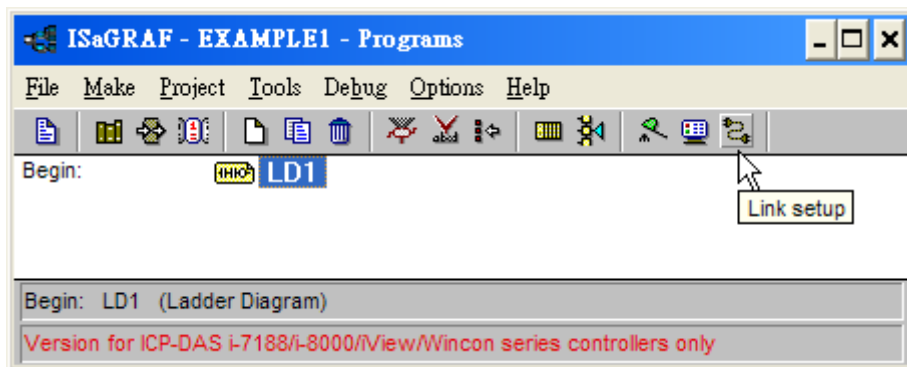 ISaGRAF - EXAMPLE1 - Programs
File Make Project Tools Debug Options Help
Begin: LD1
Link setup
Begin: LD1 (Ladder Diagram)
Version for ICP-DAS i-7188/i-8000/iView/Wincon series controllers only